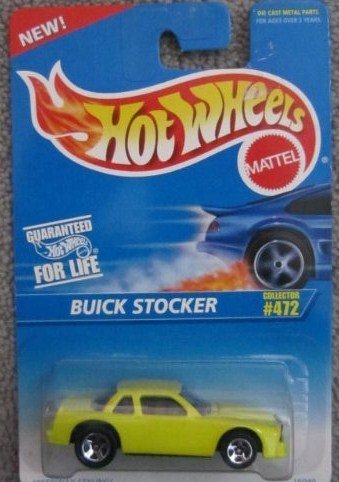 NEW!
DIE CAST METAL PARTS
FOR AGES OVER 3 YEARS
HOT WHEELS
®
MATTEL
GUARANTEED
Hot Wheels
FOR LIFE
BUICK STOCKER
COLLECTOR
#472